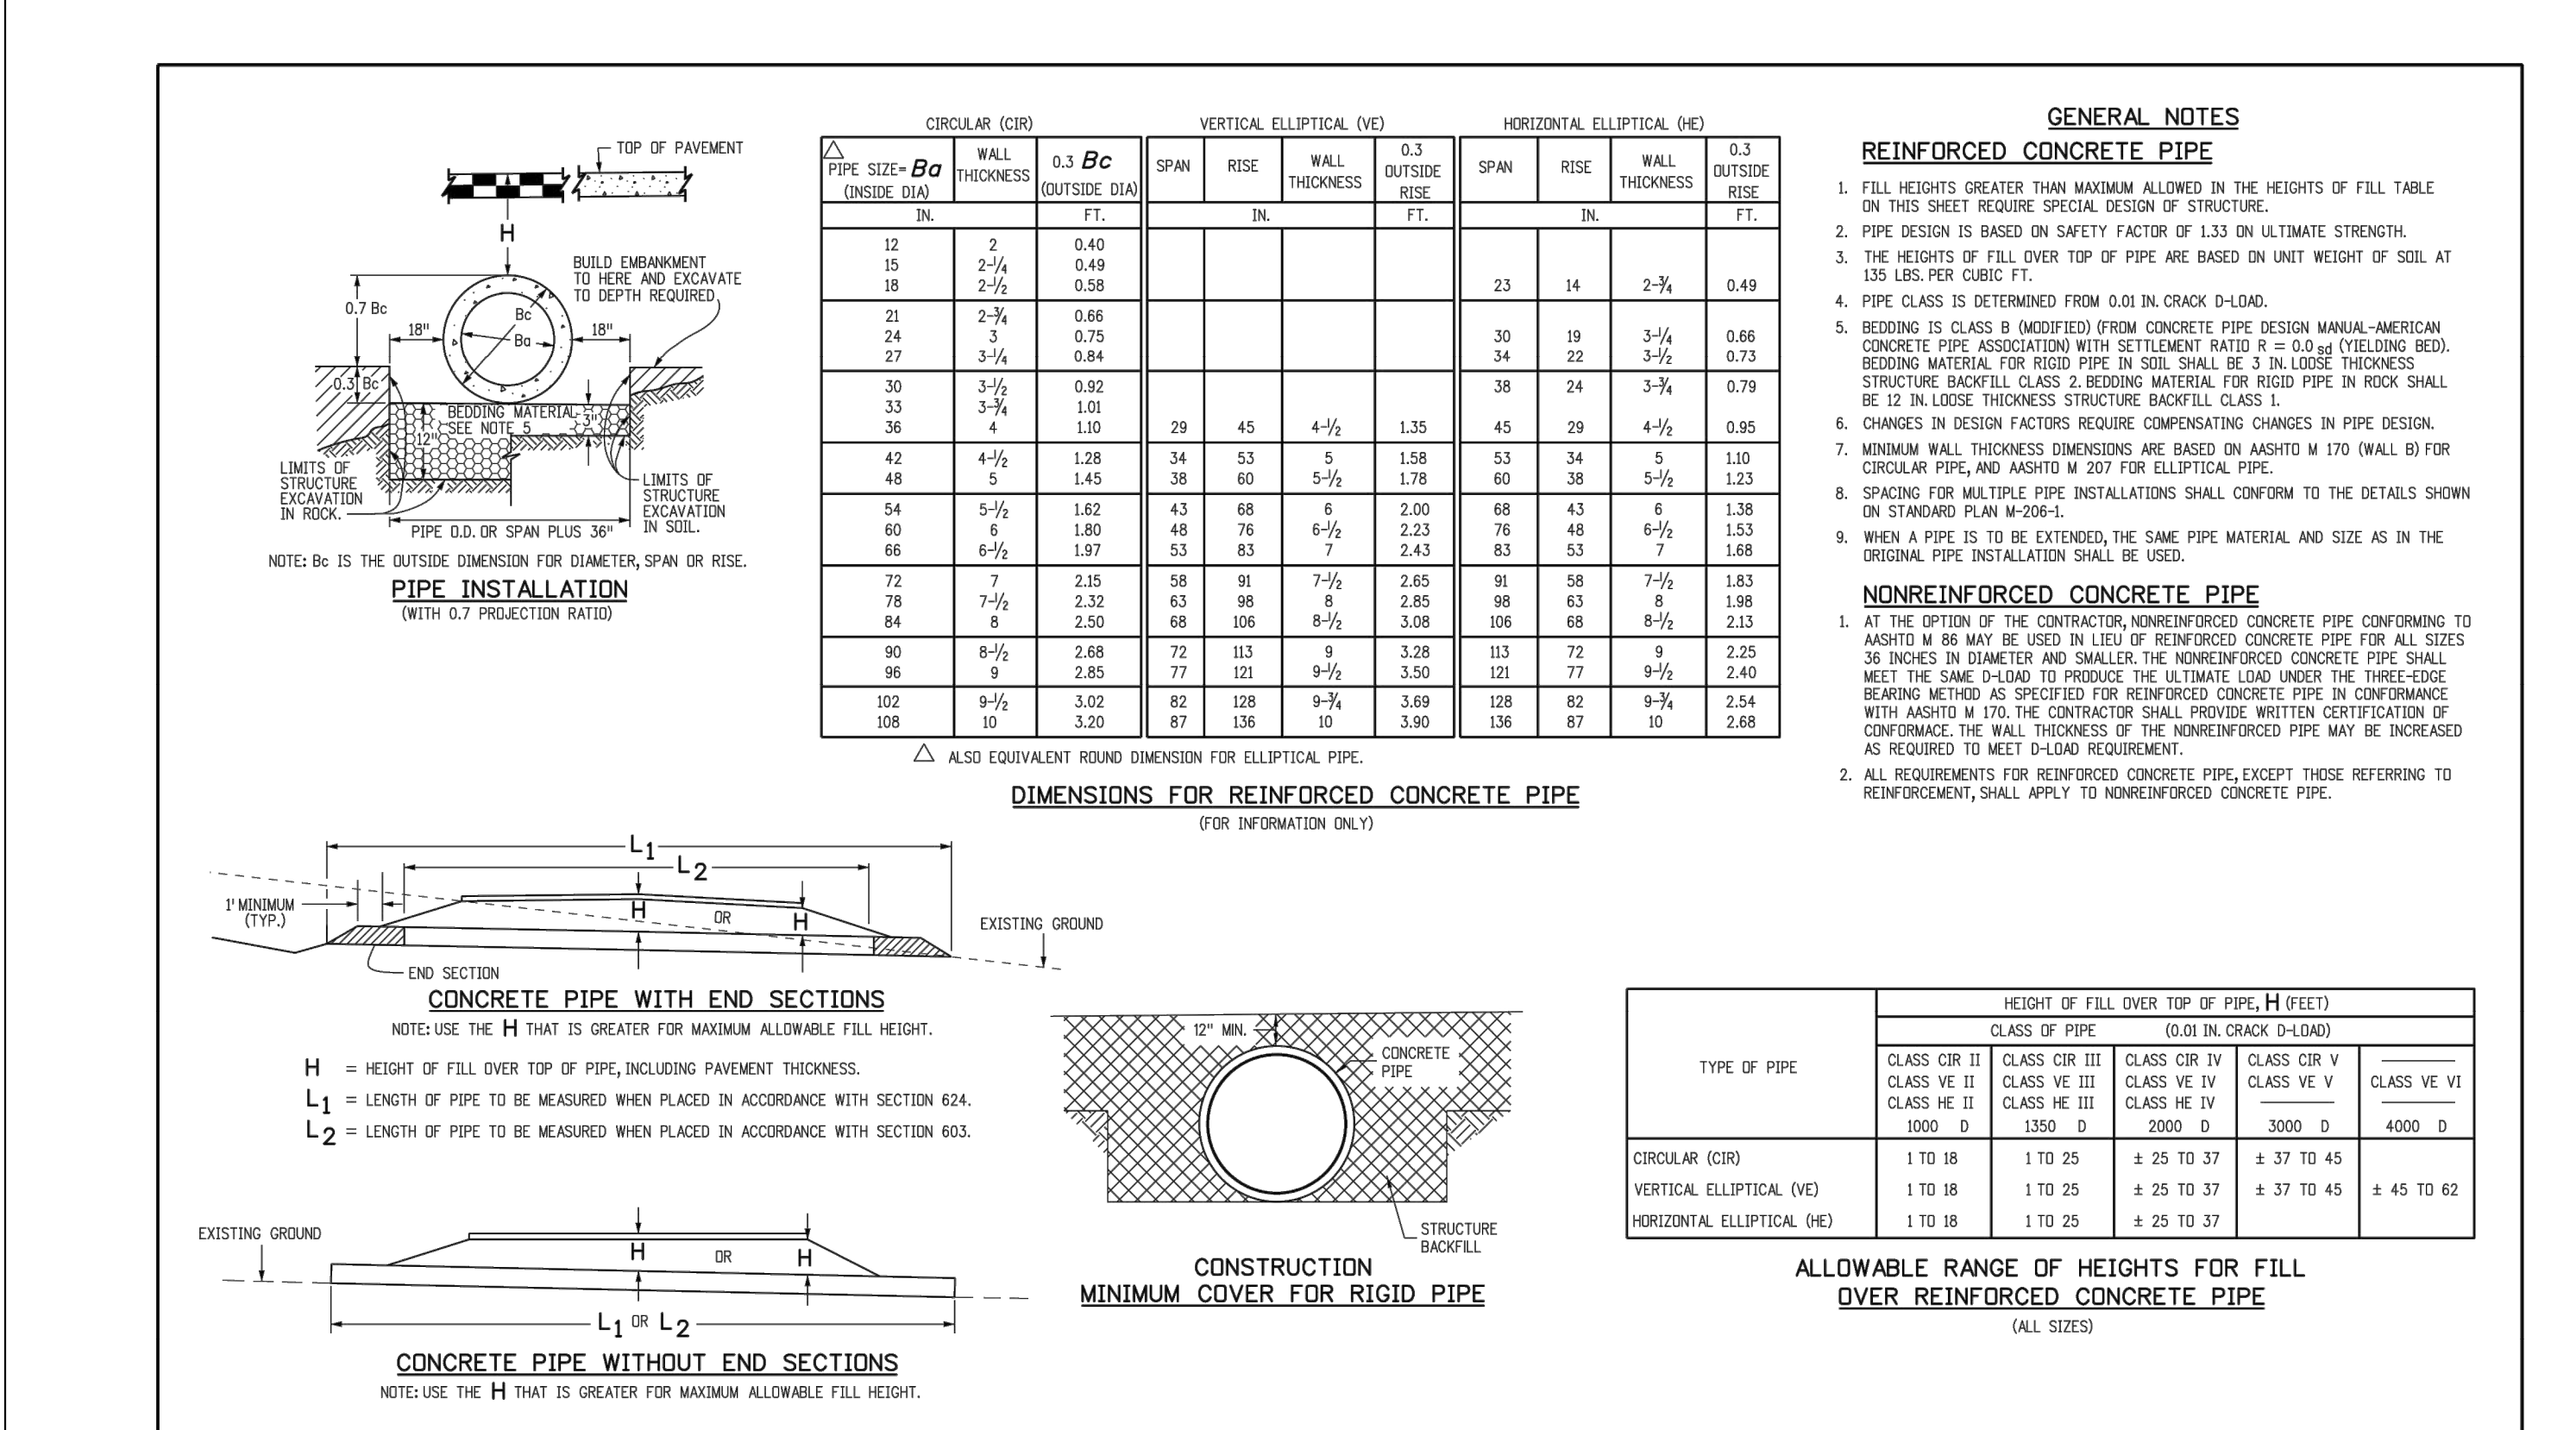 TOP OF PAVEMENT
H
BUILD EMBANKMENT
TO HERE AND EXCAVATE
TO DEPTH REQUIRED
0.7 Bc
18"
Bc
Ba
18"
0.3 Bc
BEDDING MATERIAL
SEE NOTE 5
3"
12"
LIMITS OF
STRUCTURE
EXCAVATION
IN ROCK.
LIMITS OF
STRUCTURE
EXCAVATION
IN SOIL.
PIPE O.D. OR SPAN PLUS 36"
NOTE: Bc IS THE OUTSIDE DIMENSION FOR DIAMETER, SPAN OR RISE.
PIPE INSTALLATION
(WITH 0.7 PROJECTION RATIO)
CIRCULAR (CIR) VERTICAL ELLIPTICAL (VE) HORIZONTAL ELLIPTICAL (HE)
△ PIPE SIZE= Ba (INSIDE DIA) WALL THICKNESS 0.3 Bc (OUTSIDE DIA) SPAN RISE WALL THICKNESS 0.3 OUTSIDE RISE SPAN RISE WALL THICKNESS 0.3 OUTSIDE RISE
IN. FT. IN. FT. IN. FT.
12 2 0.40
15 2-1/4 0.49
18 2-1/2 0.58 23 14 2-3/4 0.49
21 2-3/4 0.66
24 3 0.75 30 19 3-1/4 0.66
27 3-1/4 0.84 34 22 3-1/2 0.73
30 3-1/2 0.92 38 24 3-3/4 0.79
33 3-3/4 1.01
36 4 1.10 29 45 4-1/2 1.35 45 29 4-1/2 0.95
42 4-1/2 1.28 34 53 5 1.58 53 34 5 1.10
48 5 1.45 38 60 5-1/2 1.78 60 38 5-1/2 1.23
54 5-1/2 1.62 43 68 6 2.00 68 43 6 1.38
60 6 1.80 48 76 6-1/2 2.23 76 48 6-1/2 1.53
66 6-1/2 1.97 53 83 7 2.43 83 53 7 1.68
72 7 2.15 58 91 7-1/2 2.65 91 58 7-1/2 1.83
78 7-1/2 2.32 63 98 8 2.85 98 63 8 1.98
84 8 2.50 68 106 8-1/2 3.08 106 68 8-1/2 2.13
90 8-1/2 2.68 72 113 9 3.28 113 72 9 2.25
96 9 2.85 77 121 9-1/2 3.50 121 77 9-1/2 2.40
102 9-1/2 3.02 82 128 9-3/4 3.69 128 82 9-3/4 2.54
108 10 3.20 87 136 10 3.90 136 87 10 2.68
△ ALSO EQUIVALENT ROUND DIMENSION FOR ELLIPTICAL PIPE.
DIMENSIONS FOR REINFORCED CONCRETE PIPE
(FOR INFORMATION ONLY)
GENERAL NOTES
REINFORCED CONCRETE PIPE
1. FILL HEIGHTS GREATER THAN MAXIMUM ALLOWED IN THE HEIGHTS OF FILL TABLE
ON THIS SHEET REQUIRE SPECIAL DESIGN OF STRUCTURE.
2. PIPE DESIGN IS BASED ON SAFETY FACTOR OF 1.33 ON ULTIMATE STRENGTH.
3. THE HEIGHTS OF FILL OVER TOP OF PIPE ARE BASED ON UNIT WEIGHT OF SOIL AT
135 LBS. PER CUBIC FT.
4. PIPE CLASS IS DETERMINED FROM 0.01 IN. CRACK D-LOAD.
5. BEDDING IS CLASS B (MODIFIED) (FROM CONCRETE PIPE DESIGN MANUAL-AMERICAN
CONCRETE PIPE ASSOCIATION) WITH SETTLEMENT RATIO R = 0.0 sd (YIELDING BED).
BEDDING MATERIAL FOR RIGID PIPE IN SOIL SHALL BE 3 IN. LOOSE THICKNESS
STRUCTURE BACKFILL CLASS 2. BEDDING MATERIAL FOR RIGID PIPE IN ROCK SHALL
BE 12 IN. LOOSE THICKNESS STRUCTURE BACKFILL CLASS 1.
6. CHANGES IN DESIGN FACTORS REQUIRE COMPENSATING CHANGES IN PIPE DESIGN.
7. MINIMUM WALL THICKNESS DIMENSIONS ARE BASED ON AASHTO M 170 (WALL B) FOR
CIRCULAR PIPE, AND AASHTO M 207 FOR ELLIPTICAL PIPE.
8. SPACING FOR MULTIPLE PIPE INSTALLATIONS SHALL CONFORM TO THE DETAILS SHOWN
ON STANDARD PLAN M-206-1.
9. WHEN A PIPE IS TO BE EXTENDED, THE SAME PIPE MATERIAL AND SIZE AS IN THE
ORIGINAL PIPE INSTALLATION SHALL BE USED.
NONREINFORCED CONCRETE PIPE
1. AT THE OPTION OF THE CONTRACTOR, NONREINFORCED CONCRETE PIPE CONFORMING TO
AASHTO M 86 MAY BE USED IN LIEU OF REINFORCED CONCRETE PIPE FOR ALL SIZES
36 INCHES IN DIAMETER AND SMALLER. THE NONREINFORCED CONCRETE PIPE SHALL
MEET THE SAME D-LOAD TO PRODUCE THE ULTIMATE LOAD UNDER THE THREE-EDGE
BEARING METHOD AS SPECIFIED FOR REINFORCED CONCRETE PIPE IN CONFORMANCE
WITH AASHTO M 170. THE CONTRACTOR SHALL PROVIDE WRITTEN CERTIFICATION OF
CONFORMACE. THE WALL THICKNESS OF THE NONREINFORCED PIPE MAY BE INCREASED
AS REQUIRED TO MEET D-LOAD REQUIREMENT.
2. ALL REQUIREMENTS FOR REINFORCED CONCRETE PIPE, EXCEPT THOSE REFERRING TO
REINFORCEMENT, SHALL APPLY TO NONREINFORCED CONCRETE PIPE.
L1
L2
1' MINIMUM
(TYP.)
H OR H
EXISTING GROUND
END SECTION
CONCRETE PIPE WITH END SECTIONS
NOTE: USE THE H THAT IS GREATER FOR MAXIMUM ALLOWABLE FILL HEIGHT.
H = HEIGHT OF FILL OVER TOP OF PIPE, INCLUDING PAVEMENT THICKNESS.
L1 = LENGTH OF PIPE TO BE MEASURED WHEN PLACED IN ACCORDANCE WITH SECTION 624.
L2 = LENGTH OF PIPE TO BE MEASURED WHEN PLACED IN ACCORDANCE WITH SECTION 603.
EXISTING GROUND
H OR H
L1 OR L2
CONCRETE PIPE WITHOUT END SECTIONS
NOTE: USE THE H THAT IS GREATER FOR MAXIMUM ALLOWABLE FILL HEIGHT.
12" MIN.
CONCRETE
PIPE
STRUCTURE
BACKFILL
CONSTRUCTION
MINIMUM COVER FOR RIGID PIPE
TYPE OF PIPE
HEIGHT OF FILL OVER TOP OF PIPE, H (FEET)
CLASS OF PIPE (0.01 IN. CRACK D-LOAD)
CLASS CIR II CLASS CIR III CLASS CIR IV CLASS CIR V
CLASS VE II CLASS VE III CLASS VE IV CLASS VE V CLASS VE VI
CLASS HE II CLASS HE III CLASS HE IV
1000 D 1350 D 2000 D 3000 D 4000 D
CIRCULAR (CIR) 1 TO 18 1 TO 25 ± 25 TO 37 ± 37 TO 45
VERTICAL ELLIPTICAL (VE) 1 TO 18 1 TO 25 ± 25 TO 37 ± 37 TO 45 ± 45 TO 62
HORIZONTAL ELLIPTICAL (HE) 1 TO 18 1 TO 25 ± 25 TO 37
ALLOWABLE RANGE OF HEIGHTS FOR FILL
OVER REINFORCED CONCRETE PIPE
(ALL SIZES)